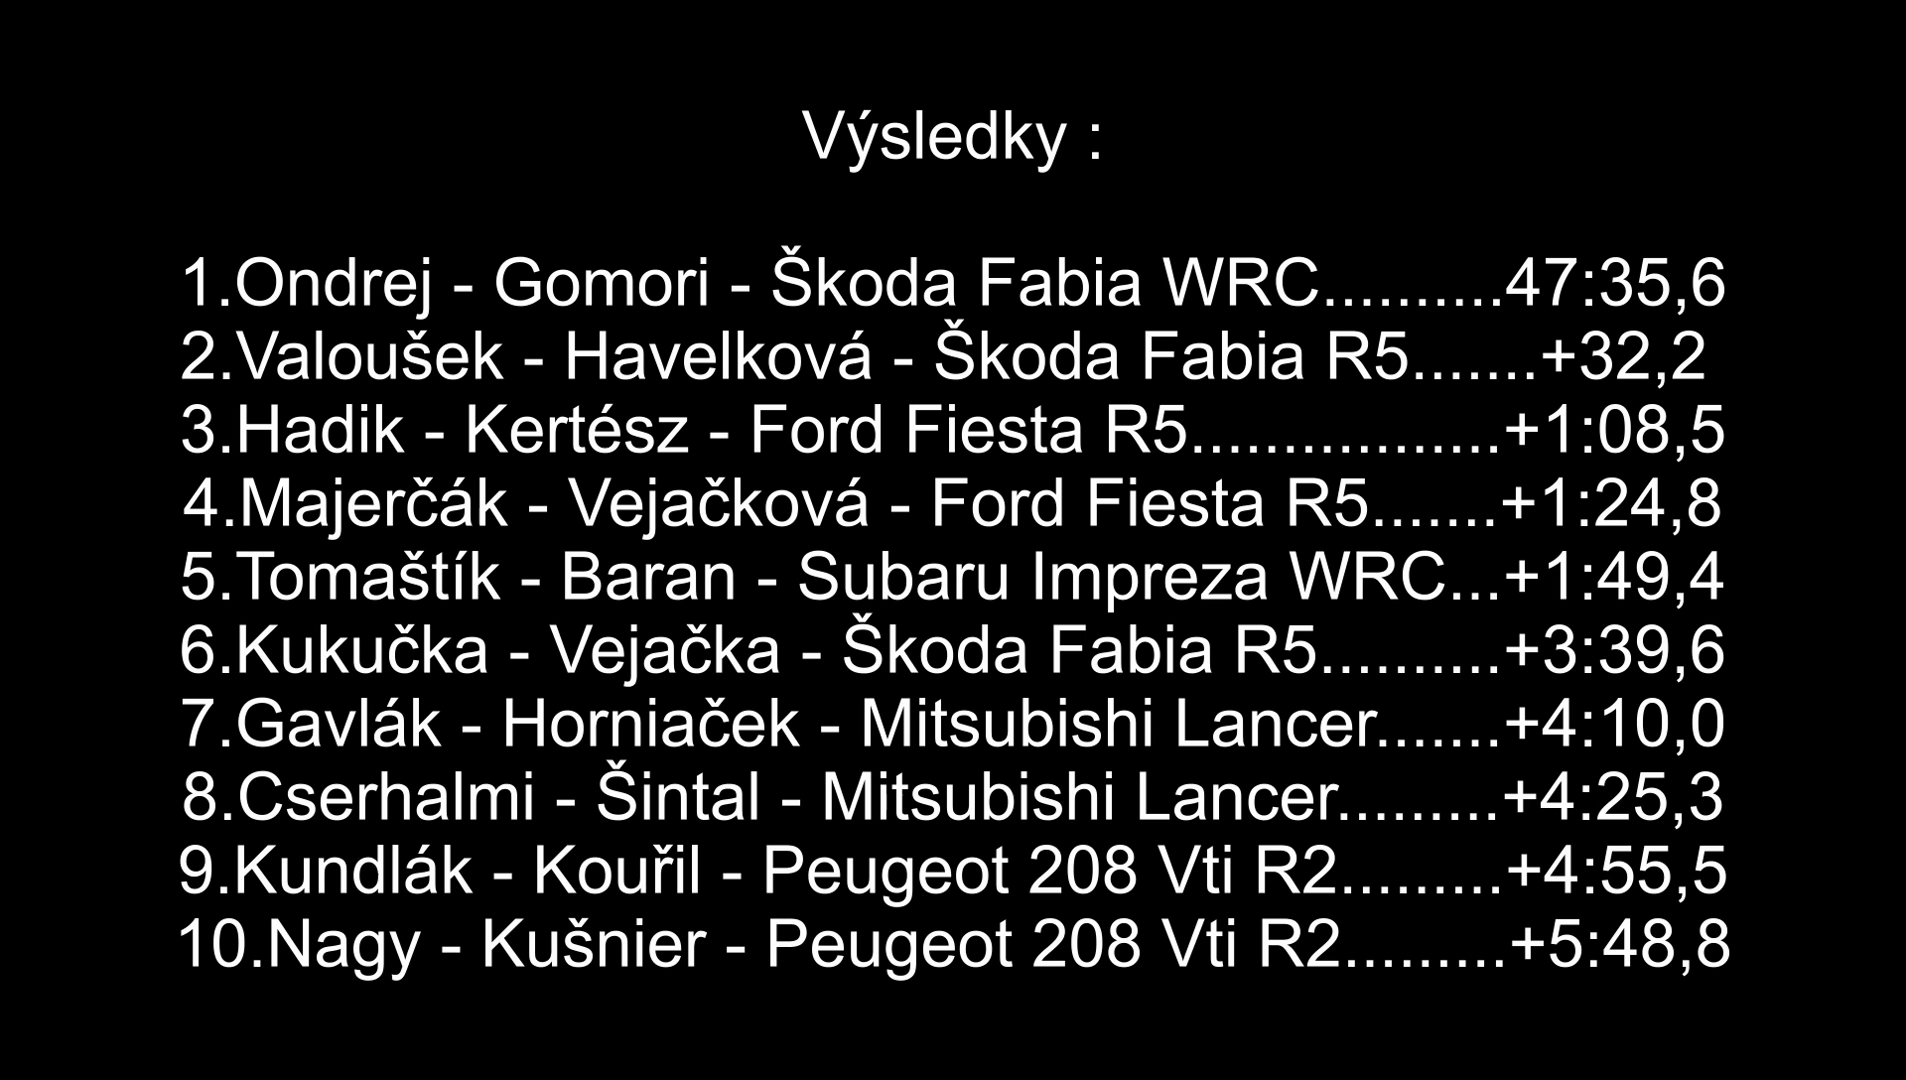 Výsledky :
1.Ondrej - Gomori - Škoda Fabia WRC..........47:35,6
2.Valoušek - Havelková - Škoda Fabia R5.......+32,2
3.Hadik - Kertész - Ford Fiesta R5.................+1:08,5
4.Majerčák - Vejačková - Ford Fiesta R5.......+1:24,8
5.Tomaštík - Baran - Subaru Impreza WRC...+1:49,4
6.Kukučka - Vejačka - Škoda Fabia R5..........+3:39,6
7.Gavlák - Horniaček - Mitsubishi Lancer.......+4:10,0
8.Cserhalmi - Šintal - Mitsubishi Lancer.........+4:25,3
9.Kundlák - Kouřil - Peugeot 208 Vti R2.........+4:55,5
10.Nagy - Kušnier - Peugeot 208 Vti R2.........+5:48,8